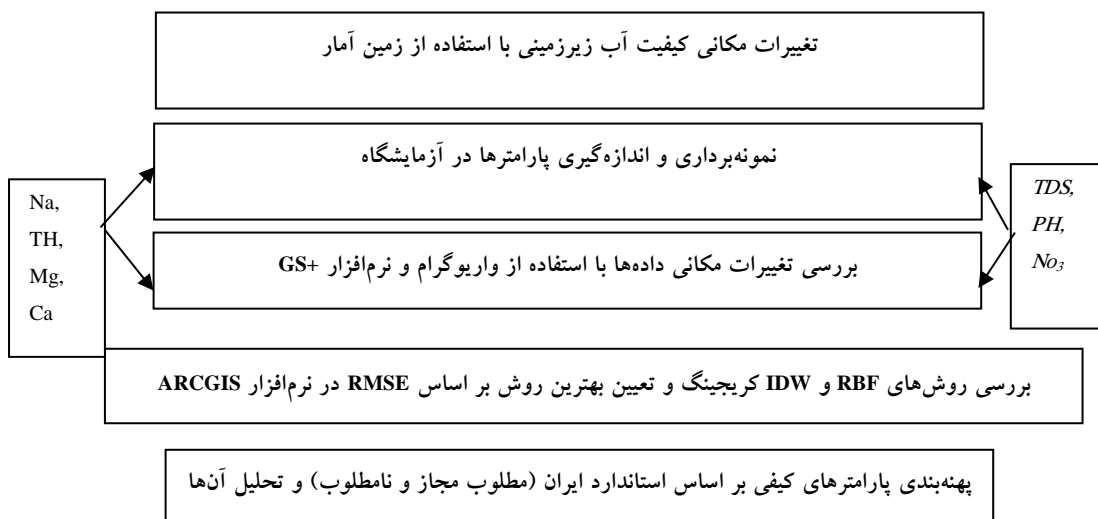 تغییرات مکانی کیفیت آب زیرزمینی با استفاده از زمین آمار
نمونه‌برداری و اندازه‌گیری پارامترها در آزمایشگاه
TDS,
PH,
No₃
Na,
TH,
Mg,
Ca
بررسی تغییرات مکانی داده‌ها با استفاده از واریوگرام و نرم‌افزار GS+
بررسی روش‌های RBF و IDW کریجینگ و تعیین بهترین روش بر اساس RMSE در نرم‌افزار ARCGIS
پهنه‌بندی پارامترهای کیفی بر اساس استاندارد ایران (مطلوب مجاز و نامطلوب) و تحلیل آن‌ها